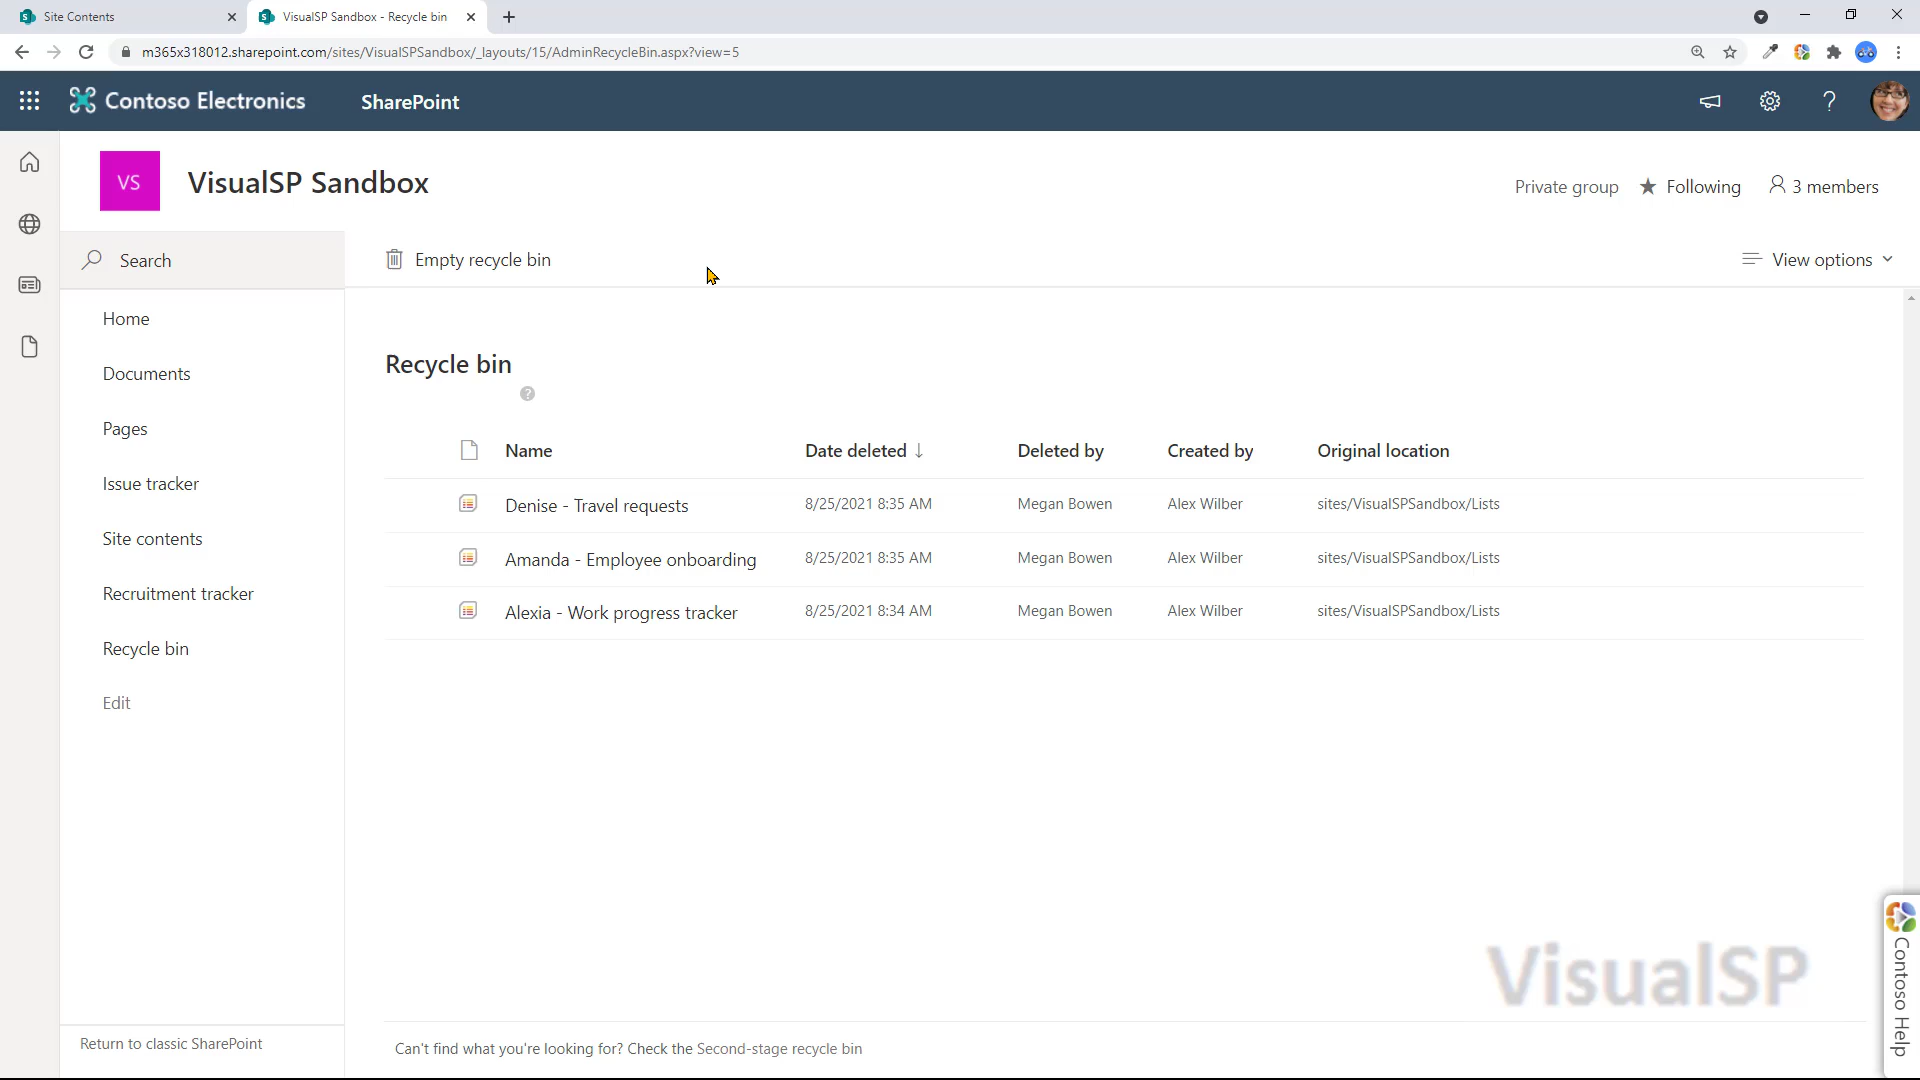 Site Contents
VisualSP Sandbox - Recycle bin
m365x318012.sharepoint.com/sites/VisualSPSandbox/_layouts/15/AdminRecycleBin.aspx?view=5
Contoso Electronics
SharePoint
?
VS
VisualSP Sandbox
Private group
Following
3 members
Search
Empty recycle bin
View options
Home
Documents
Pages
Issue tracker
Site contents
Recruitment tracker
Recycle bin
Edit
Return to classic SharePoint
Recycle bin
?
Name Date deleted ↓ Deleted by Created by Original location
Denise - Travel requests 8/25/2021 8:35 AM Megan Bowen Alex Wilber sites/VisualSPSandbox/Lists
Amanda - Employee onboarding 8/25/2021 8:35 AM Megan Bowen Alex Wilber sites/VisualSPSandbox/Lists
Alexia - Work progress tracker 8/25/2021 8:34 AM Megan Bowen Alex Wilber sites/VisualSPSandbox/Lists
VisualSP
Contoso Help
Can't find what you're looking for? Check the Second-stage recycle bin